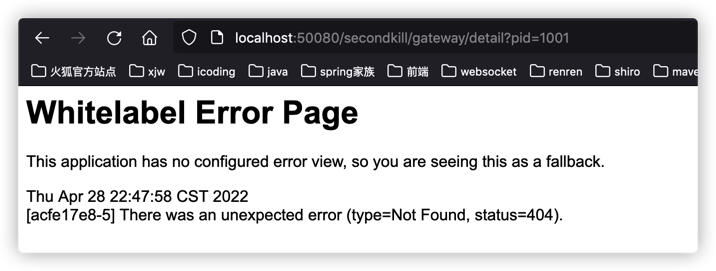 localhost:50080/secondkill/gateway/detail?pid=1001
火狐官方站点 xjw icoding java spring家族 前端 websocket renren shiro mave
Whitelabel Error Page
This application has no configured error view, so you are seeing this as a fallback.
Thu Apr 28 22:47:58 CST 2022
[acfe17e8-5] There was an unexpected error (type=Not Found, status=404).